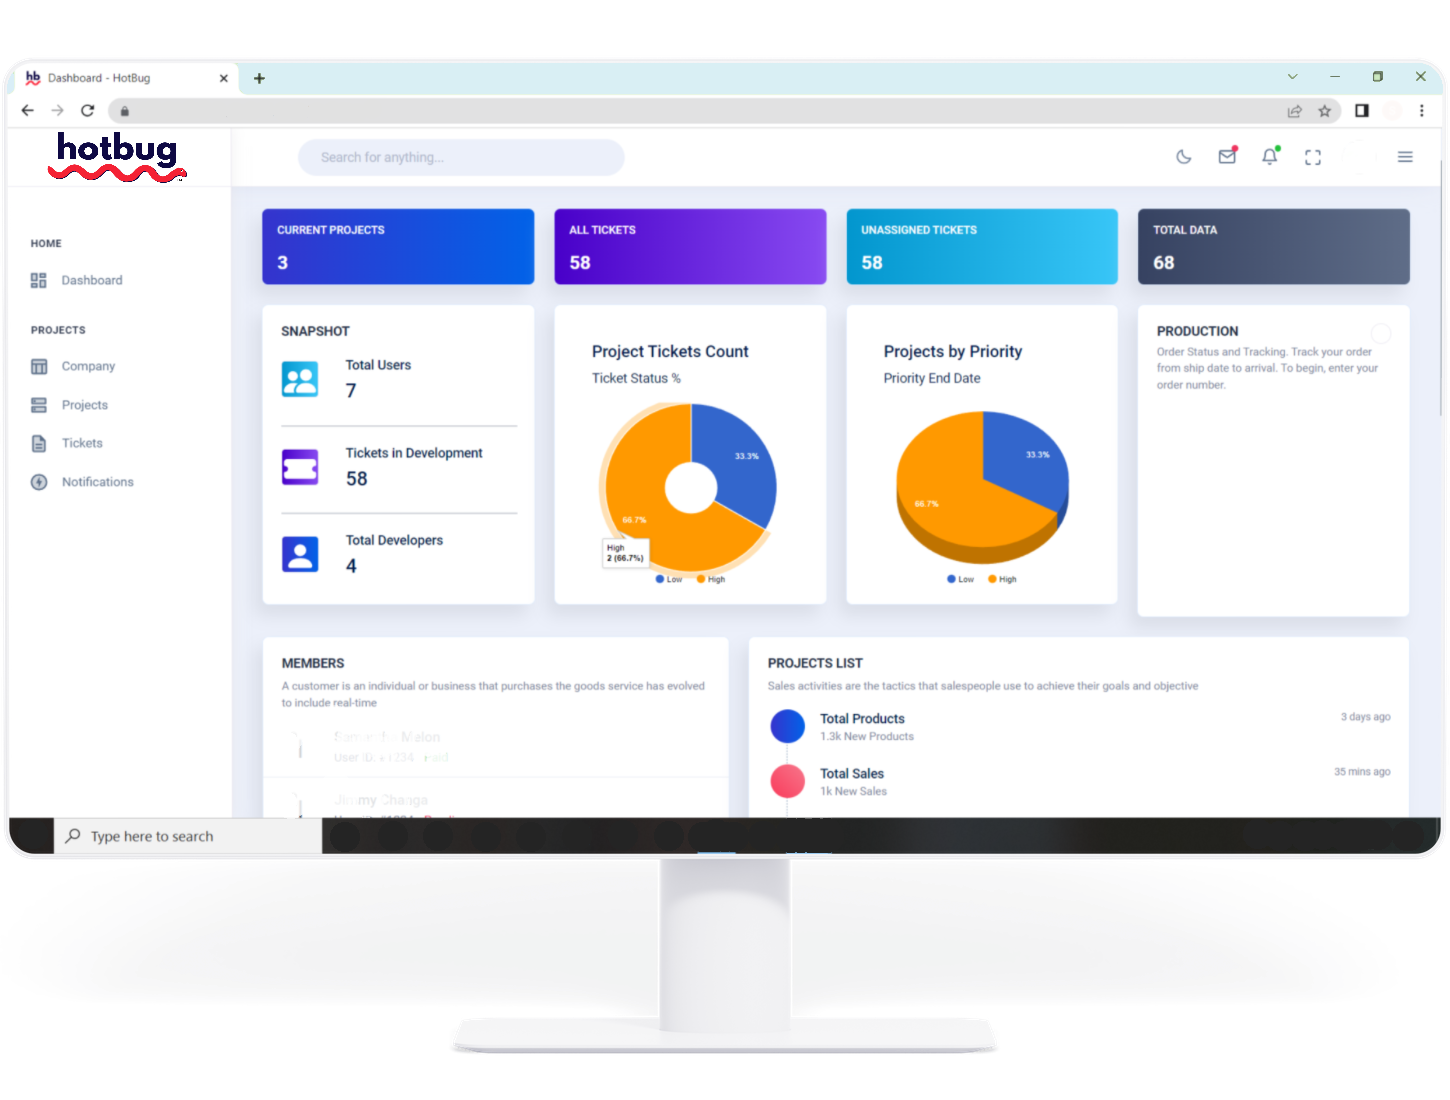 hb Dashboard - HotBug
hotbug
Search for anything...
HOME
Dashboard
PROJECTS
Company
Projects
Tickets
Notifications
CURRENT PROJECTS
3
ALL TICKETS
58
UNASSIGNED TICKETS
58
TOTAL DATA
68
SNAPSHOT
Total Users
7
Tickets in Development
58
Total Developers
4
Project Tickets Count
Ticket Status %
33.3%
66.7%
High
2 (66.7%)
Low High
Projects by Priority
Priority End Date
33.3%
66.7%
Low High
PRODUCTION
Order Status and Tracking. Track your order
from ship date to arrival. To begin, enter your
order number.
MEMBERS
A customer is an individual or business that purchases the goods service has evolved
to include real-time
Samantha Melon
User ID: #1234
Jimmy Changa
PROJECTS LIST
Sales activities are the tactics that salespeople use to achieve their goals and objective
Total Products
3 days ago
1.3k New Products
Total Sales
35 mins ago
1k New Sales
Type here to search